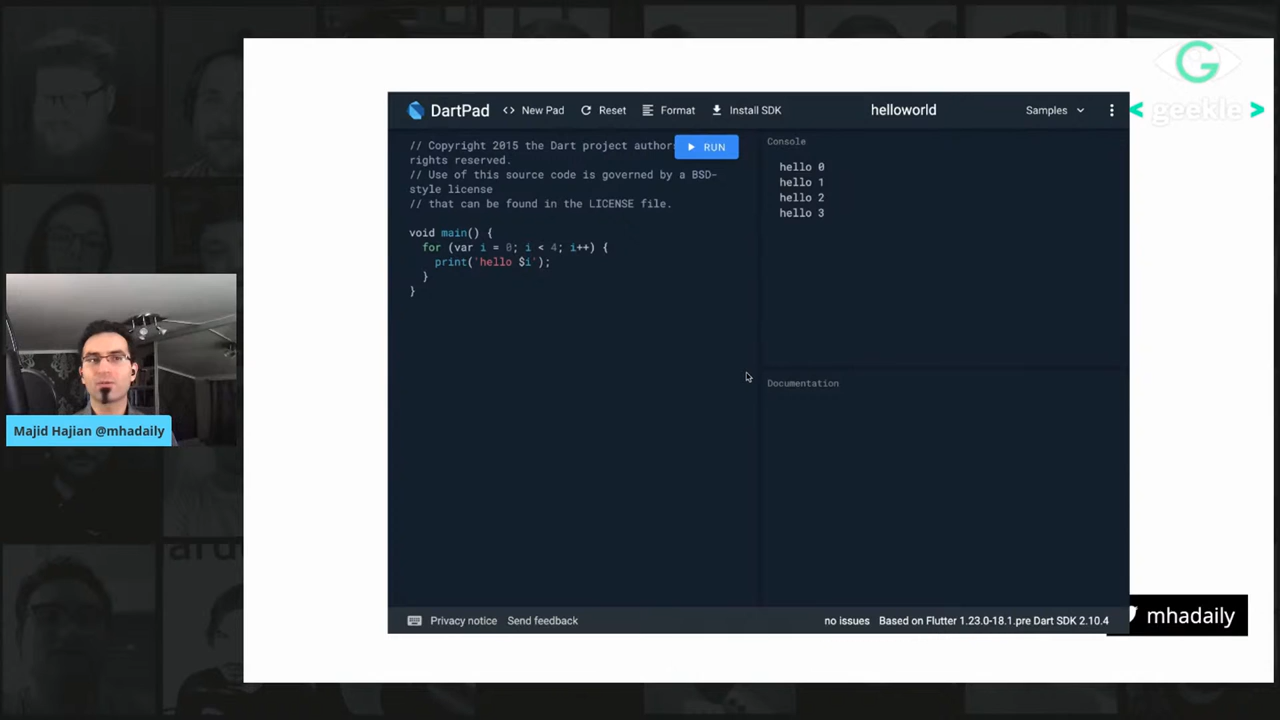 G
< geekle >
DartPad
<> New Pad
Reset
Format
Install SDK
helloworld
Samples
// Copyright 2015 the Dart project author
rights reserved.
// Use of this source code is governed by a BSD-
style license
// that can be found in the LICENSE file.
RUN
void main() {
for (var i = 0; i < 4; i++) {
print('hello $i');
}
}
Console
hello 0
hello 1
hello 2
hello 3
Documentation
Majid Hajian @mhadaily
Privacy notice
Send feedback
no issues
Based on Flutter 1.23.0-18.1.pre Dart SDK 2.10.4
mhadaily